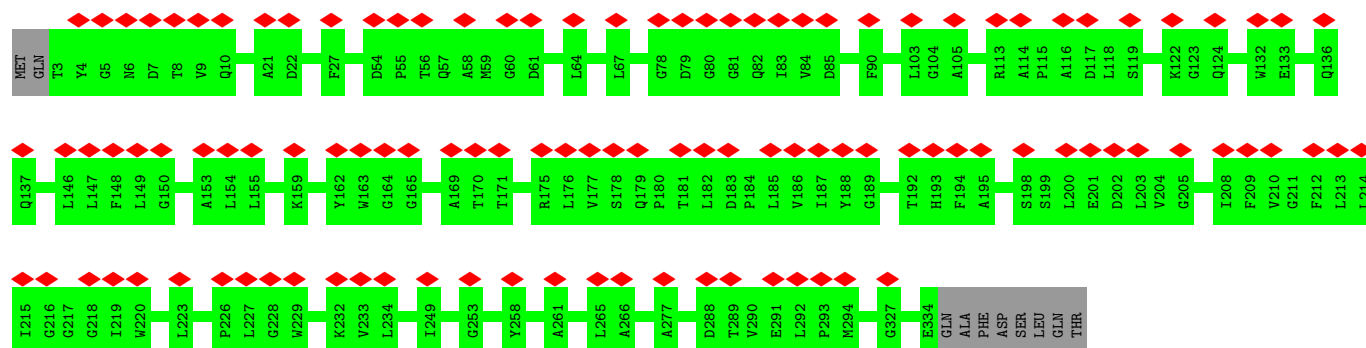 MET GLN T3 Y4 G5 N6 D7 T8 V9 Q10 A21 D22 F27 D54 P55 T56 Q57 A58 M59 G60 D61 L64 L67 G78 D79 G80 G81 Q82 I83 V84 D85 F90 L103 G104 A105 R113 A114 P115 A116 D117 L118 S119 K122 G123 Q124 W132 E133 Q136
Q137 L146 L147 F148 L149 G150 A153 L154 L155 K159 Y162 W163 G164 G165 A169 T170 T171 R175 L176 V177 S178 Q179 P180 T181 L182 D183 P184 L185 V186 I187 Y188 G189 T192 H193 F194 A195 S198 S199 L200 E201 D202 L203 V204 G205 I208 F209 V210 G211 F212 L213 L214
I215 G216 G217 G218 I219 W220 L223 P226 L227 G228 W229 K232 V233 L234 I249 G253 Y258 A261 L265 A266 A277 D288 T289 V290 E291 L292 P293 M294 G327 E334 GLN ALA PHE ASP SER LEU GLN THR